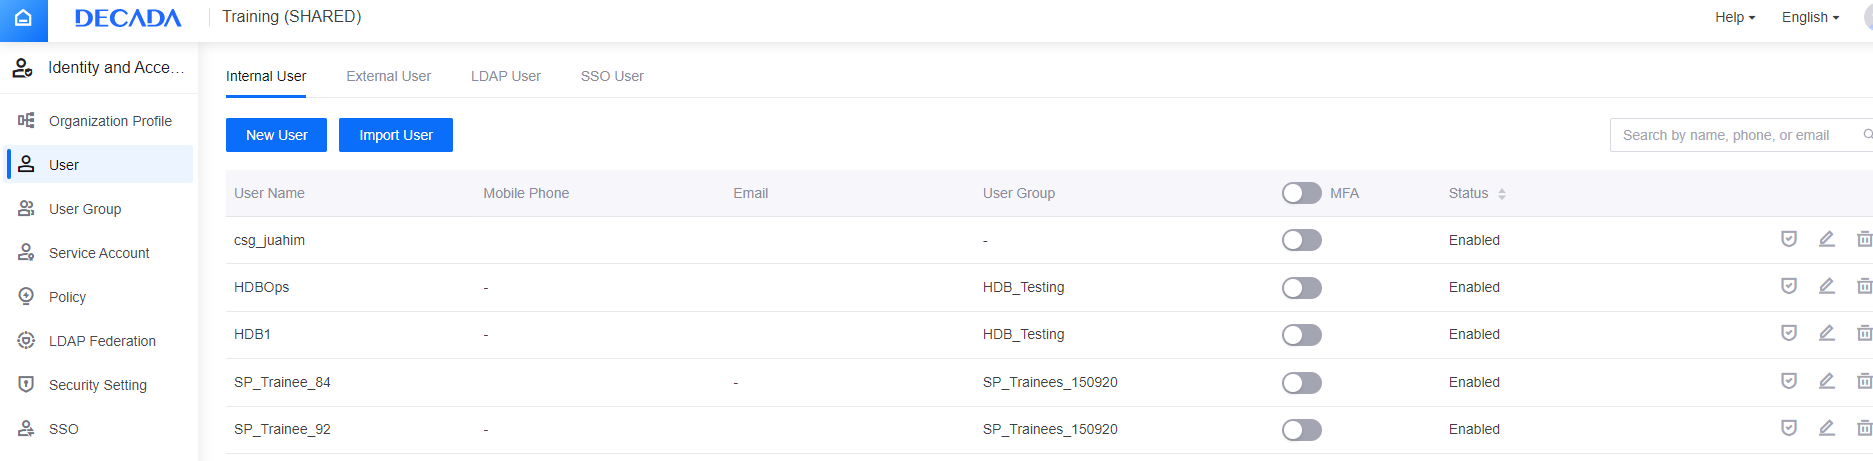 DECADA Training (SHARED) Help English
Identity and Acce...
Organization Profile
User
User Group
Service Account
Policy
LDAP Federation
Security Setting
SSO
Internal User External User LDAP User SSO User
New User Import User Search by name, phone, or email
User Name Mobile Phone Email User Group MFA Status
csg_juahim - Enabled
HDBOps - HDB_Testing Enabled
HDB1 - HDB_Testing Enabled
SP_Trainee_84 - SP_Trainees_150920 Enabled
SP_Trainee_92 - SP_Trainees_150920 Enabled